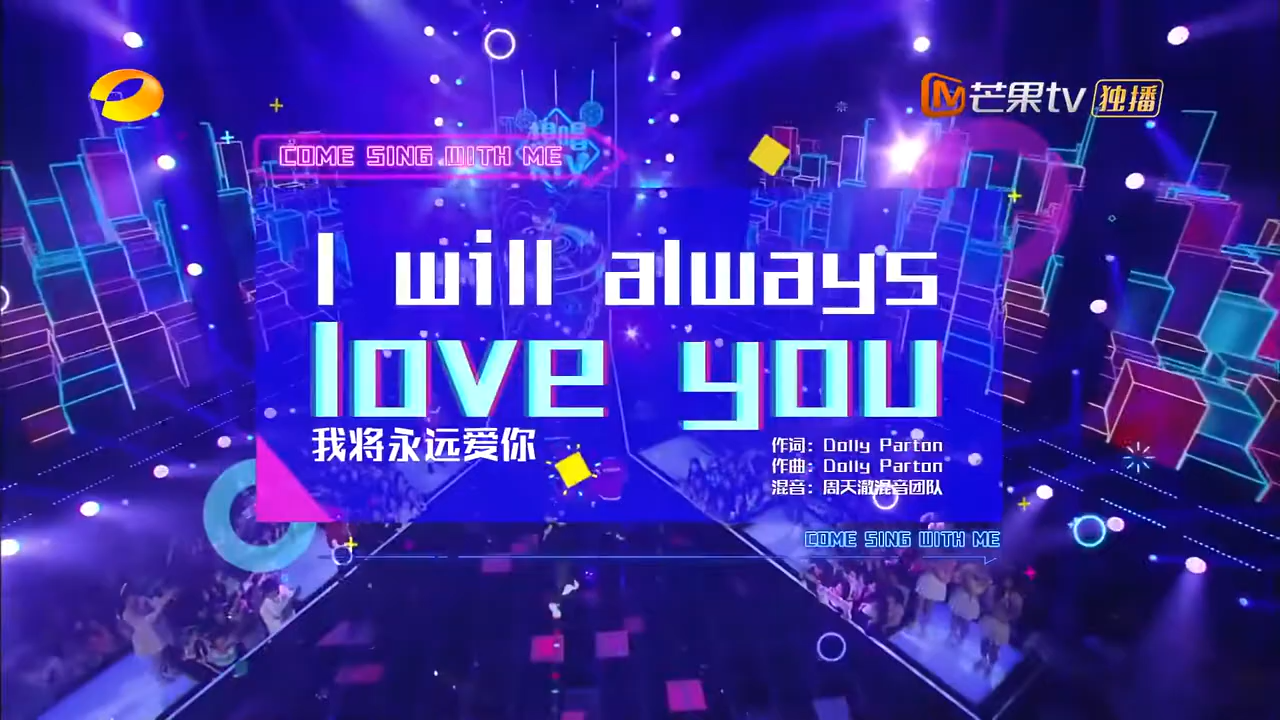 芒果tv 独播
COME SING WITH ME
I will always
love you
我将永远爱你
作词：Dolly Parton
作曲：Dolly Parton
混音：周天澈混音团队
COME SING WITH ME